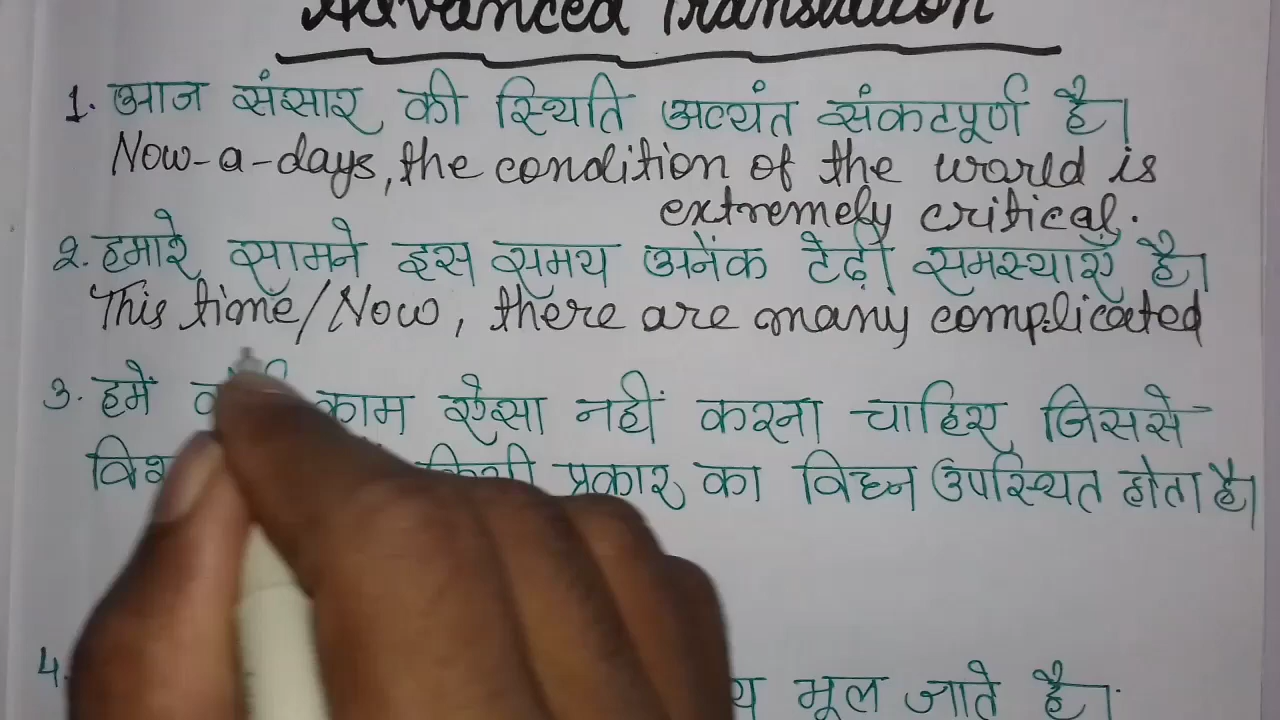 Advanced Translation
1. आज संसार की स्थिति अत्यंत संकटपूर्ण है।
Now-a-days, the condition of the world is
extremely critical.
2. हमारे सामने इस समय अनेंक टेढ़ी समस्याएँ है।
This time/Now, there are many complicated
3. हमें काम ऐसा नहीं करना चाहिए जिससे
प्रकार का विघ्न उपस्थित होता है।
4. भूल जाते है।